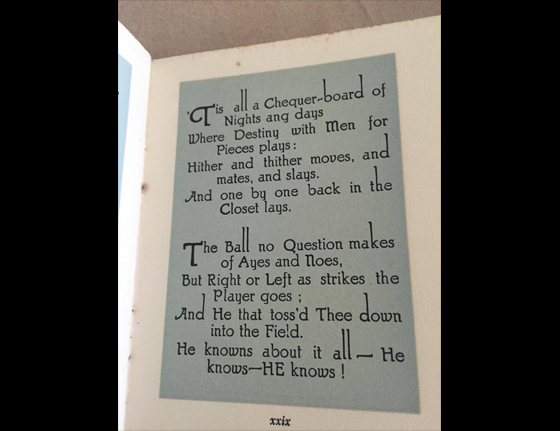 'Tis all a Chequer-board of
Nights ang days
Where Destiny with Men for
Pieces plays:
Hither and thither moves, and
mates, and slays.
And one by one back in the
Closet lays.
The Ball no Question makes
of Ayes and Noes,
But Right or Left as strikes the
Player goes ;
And He that toss'd Thee down
into the Field.
He knowns about it all — He
knows—HE knows !
xxix